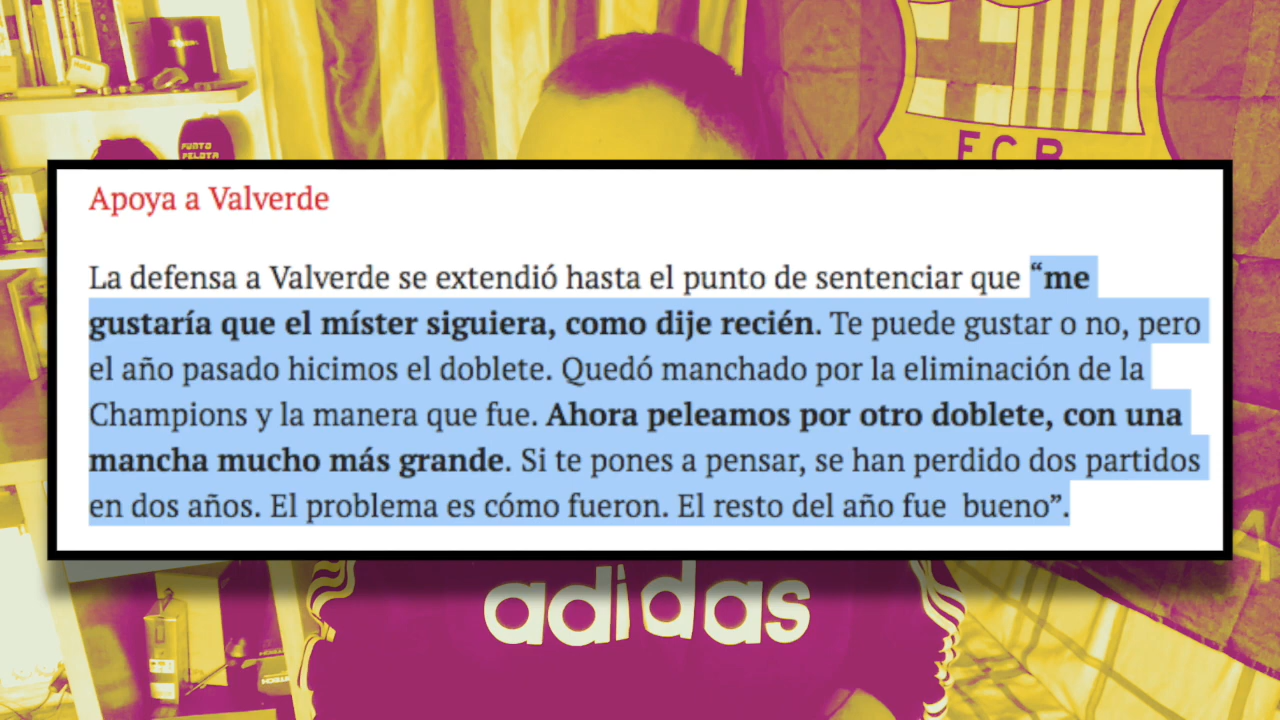 PUNTO
PELOTA
F C B
Apoya a Valverde
La defensa a Valverde se extendió hasta el punto de sentenciar que “me
gustaría que el míster siguiera, como dije recién. Te puede gustar o no, pero
el año pasado hicimos el doblete. Quedó manchado por la eliminación de la
Champions y la manera que fue. Ahora peleamos por otro doblete, con una
mancha mucho más grande. Si te pones a pensar, se han perdido dos partidos
en dos años. El problema es cómo fueron. El resto del año fue  bueno”.
adidas